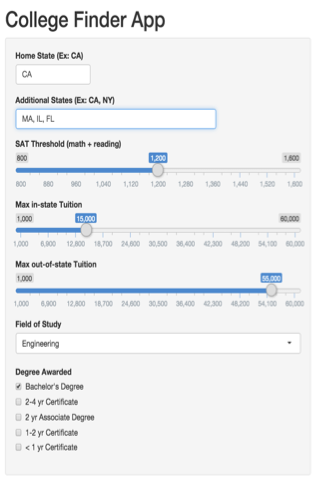 College Finder App
Home State (Ex: CA)
CA
Additional States (Ex: CA, NY)
MA, IL, FL
SAT Threshold (math + reading)
800 1,200 1,600
800 880 960 1,040 1,120 1,200 1,280 1,360 1,440 1,520 1,600
Max in-state Tuition
1,000 15,000 60,000
1,000 6,900 12,800 18,700 24,600 30,500 36,400 42,300 48,200 54,100 60,000
Max out-of-state Tuition
1,000 55,000
1,000 6,900 12,800 18,700 24,600 30,500 36,400 42,300 48,200 54,100 60,000
Field of Study
Engineering
Degree Awarded
Bachelor's Degree
2-4 yr Certificate
2 yr Associate Degree
1-2 yr Certificate
< 1 yr Certificate